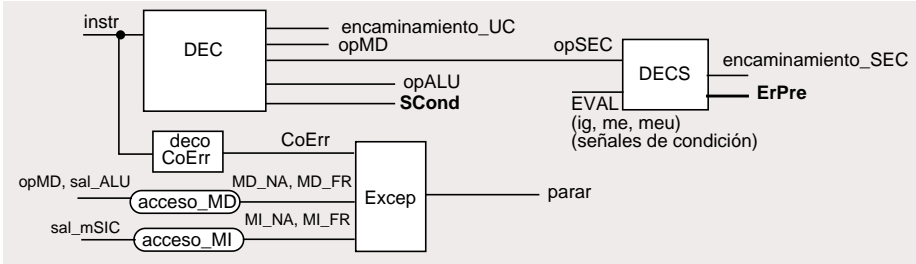 instr
DEC
encaminamiento_UC
opMD
opSEC
opALU
SCond
DECS
encaminamiento_SEC
ErPre
EVAL
(ig, me, meu)
(señales de condición)
deco
CoErr
CoErr
opMD, sal_ALU
acceso_MD
MD_NA, MD_FR
Excep
parar
sal_mSIC
acceso_MI
MI_NA, MI_FR